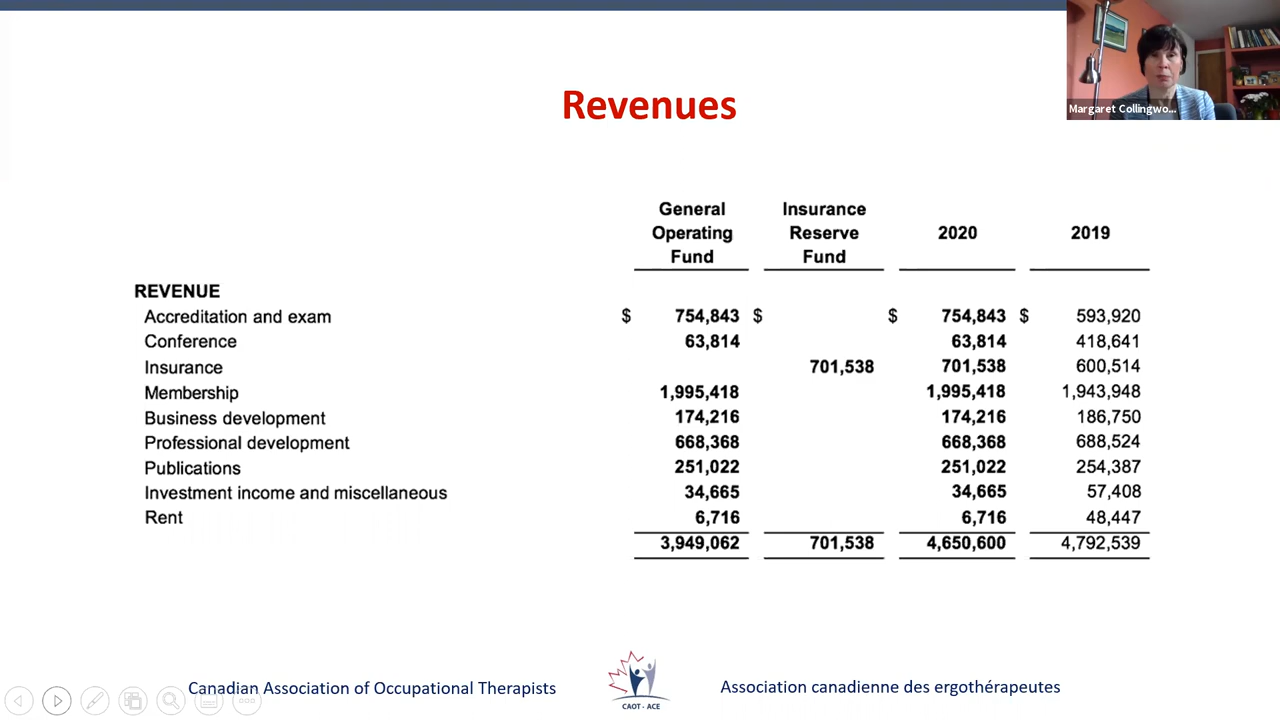 Margaret Collingwo...
Revenues
General Operating Fund Insurance Reserve Fund 2020 2019
REVENUE
Accreditation and exam $ 754,843 $ $ 754,843 $ 593,920
Conference 63,814 63,814 418,641
Insurance 701,538 701,538 600,514
Membership 1,995,418 1,995,418 1,943,948
Business development 174,216 174,216 186,750
Professional development 668,368 668,368 688,524
Publications 251,022 251,022 254,387
Investment income and miscellaneous 34,665 34,665 57,408
Rent 6,716 6,716 48,447
3,949,062 701,538 4,650,600 4,792,539
Canadian Association of Occupational Therapists
CAOT - ACE
Association canadienne des ergothérapeutes